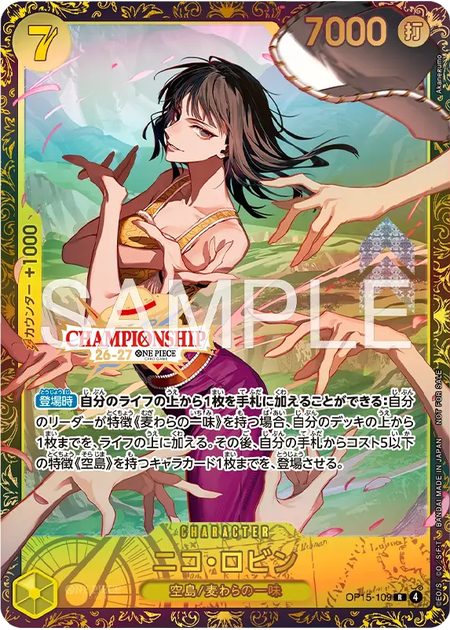 7
7000 打
Akanezumo
カウンター +1000
SAMPLE
CHAMPIONSHIP
26-27 ONE PIECE
CARD GAME
登場時 自分のライフの上から1枚を手札に加えることができる:自分
のリーダーが特徴《麦わらの一味》を持つ場合、自分のデッキの上から
1枚までを、ライフの上に加える。その後、自分の手札からコスト5以下
の特徴《空島》を持つキャラカード1枚までを、登場させる。
CHARACTER
ニコ・ロビン
空島/麦わらの一味
OP15-109 R 4
BANDAI MADE IN JAPAN NOT FOR SALE